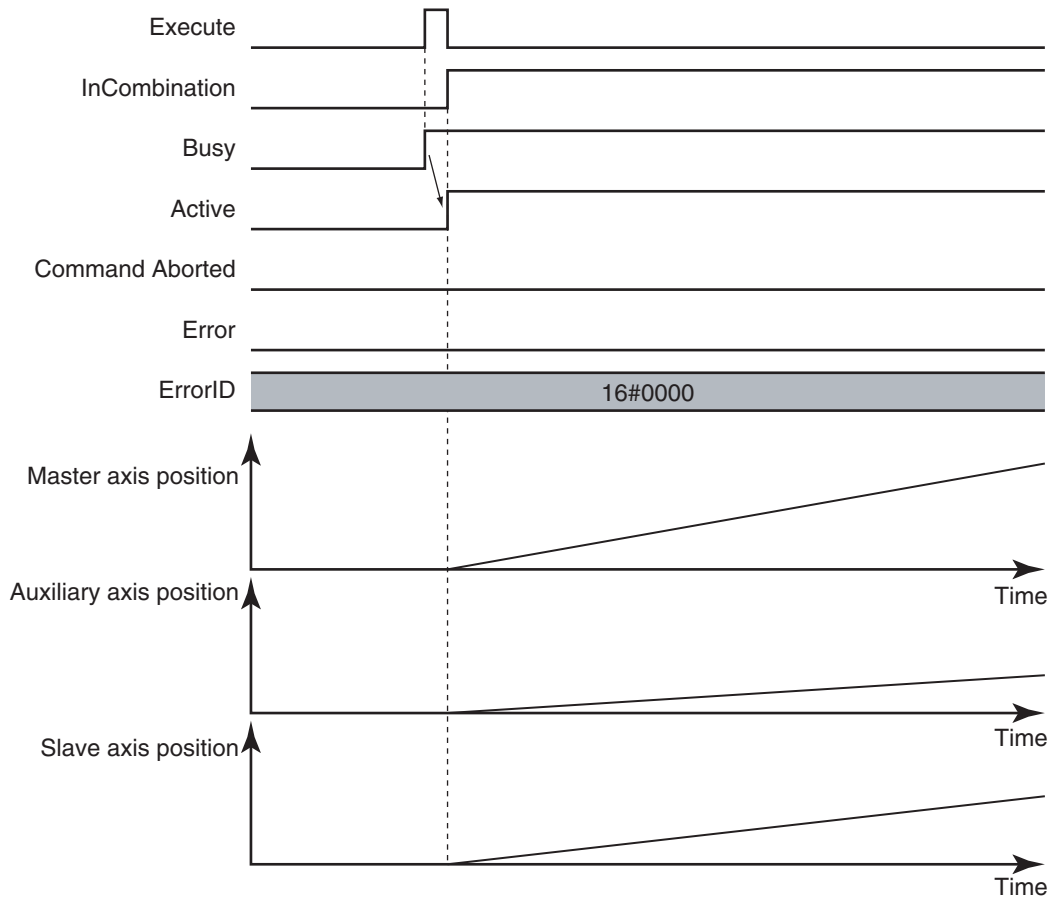 Execute
InCombination
Busy
Active
Command Aborted
Error
ErrorID
16#0000
Master axis position
Time
Auxiliary axis position
Time
Slave axis position
Time